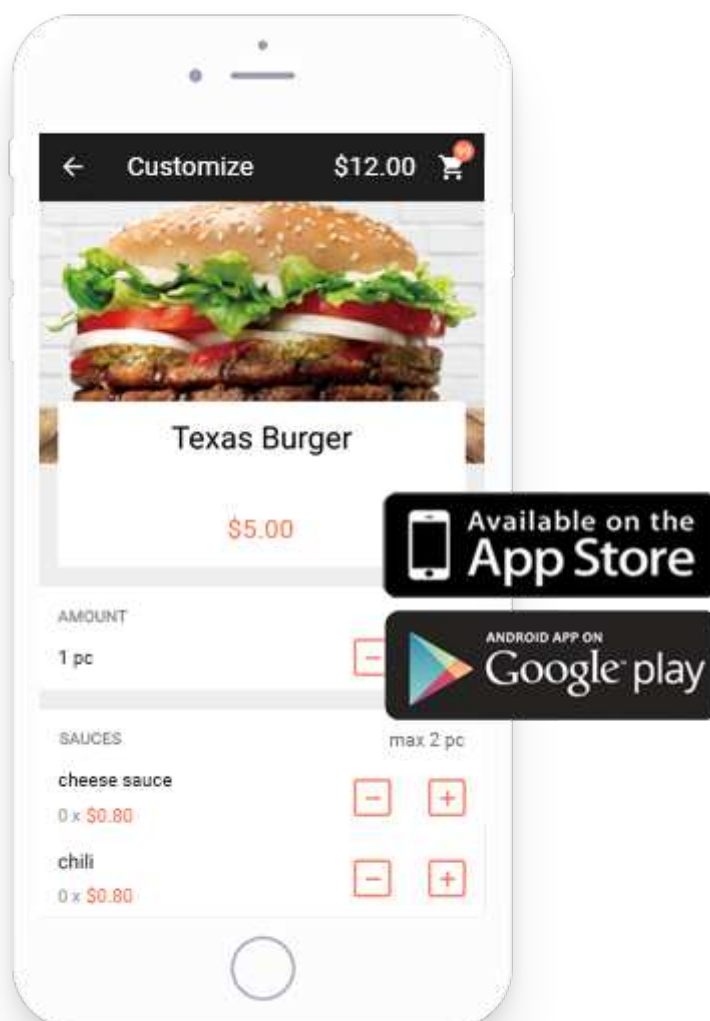 Customize $12.00 99
Texas Burger
$5.00
Available on the
App Store
ANDROID APP ON
Google play
AMOUNT
1 pc
SAUCES max 2 pc
cheese sauce
0 x $0.80
chili
0 x $0.80